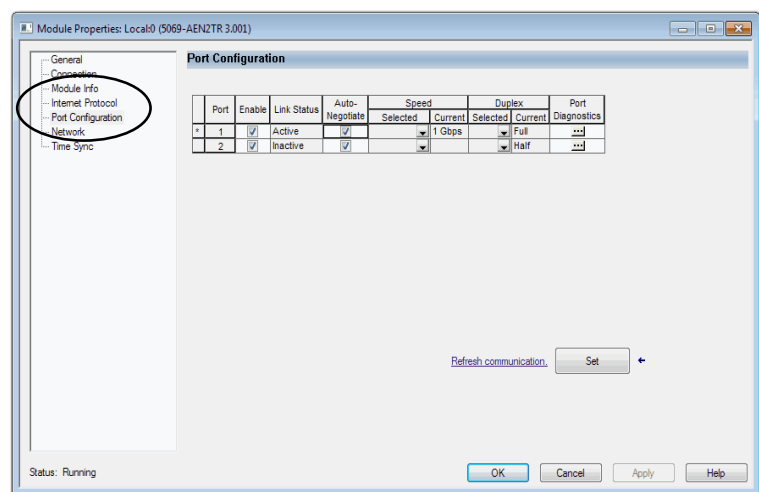 Module Properties: Local:0 (5069-AEN2TR 3.001)
General
Connection
Module Info
Internet Protocol
Port Configuration
Network
Time Sync
Port Configuration
Port Enable Link Status Auto-Negotiate Speed Duplex Port Diagnostics
Selected Current Selected Current
* 1 Active 1 Gbps Full ...
2 Inactive Half ...
Refresh communication. Set
Status: Running
OK Cancel Apply Help